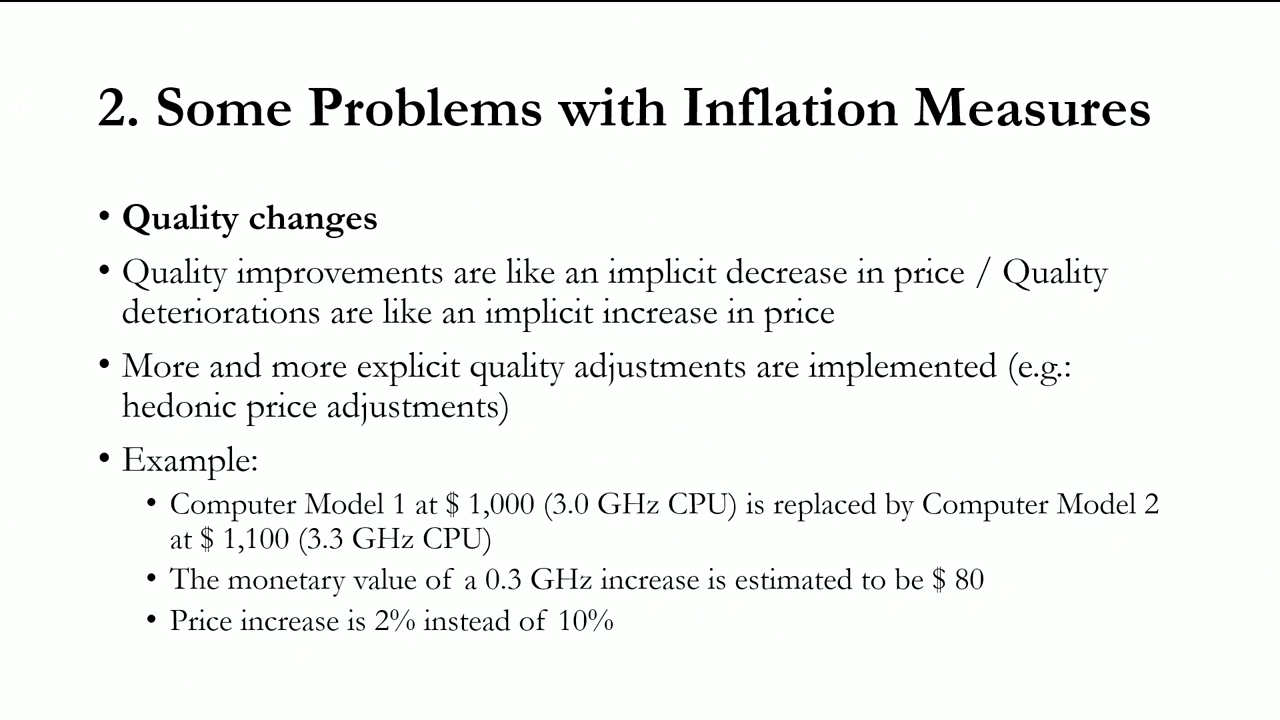 2. Some Problems with Inflation Measures
• Quality changes
• Quality improvements are like an implicit decrease in price / Quality
deteriorations are like an implicit increase in price
• More and more explicit quality adjustments are implemented (e.g.:
hedonic price adjustments)
• Example:
• Computer Model 1 at $ 1,000 (3.0 GHz CPU) is replaced by Computer Model 2
at $ 1,100 (3.3 GHz CPU)
• The monetary value of a 0.3 GHz increase is estimated to be $ 80
• Price increase is 2% instead of 10%